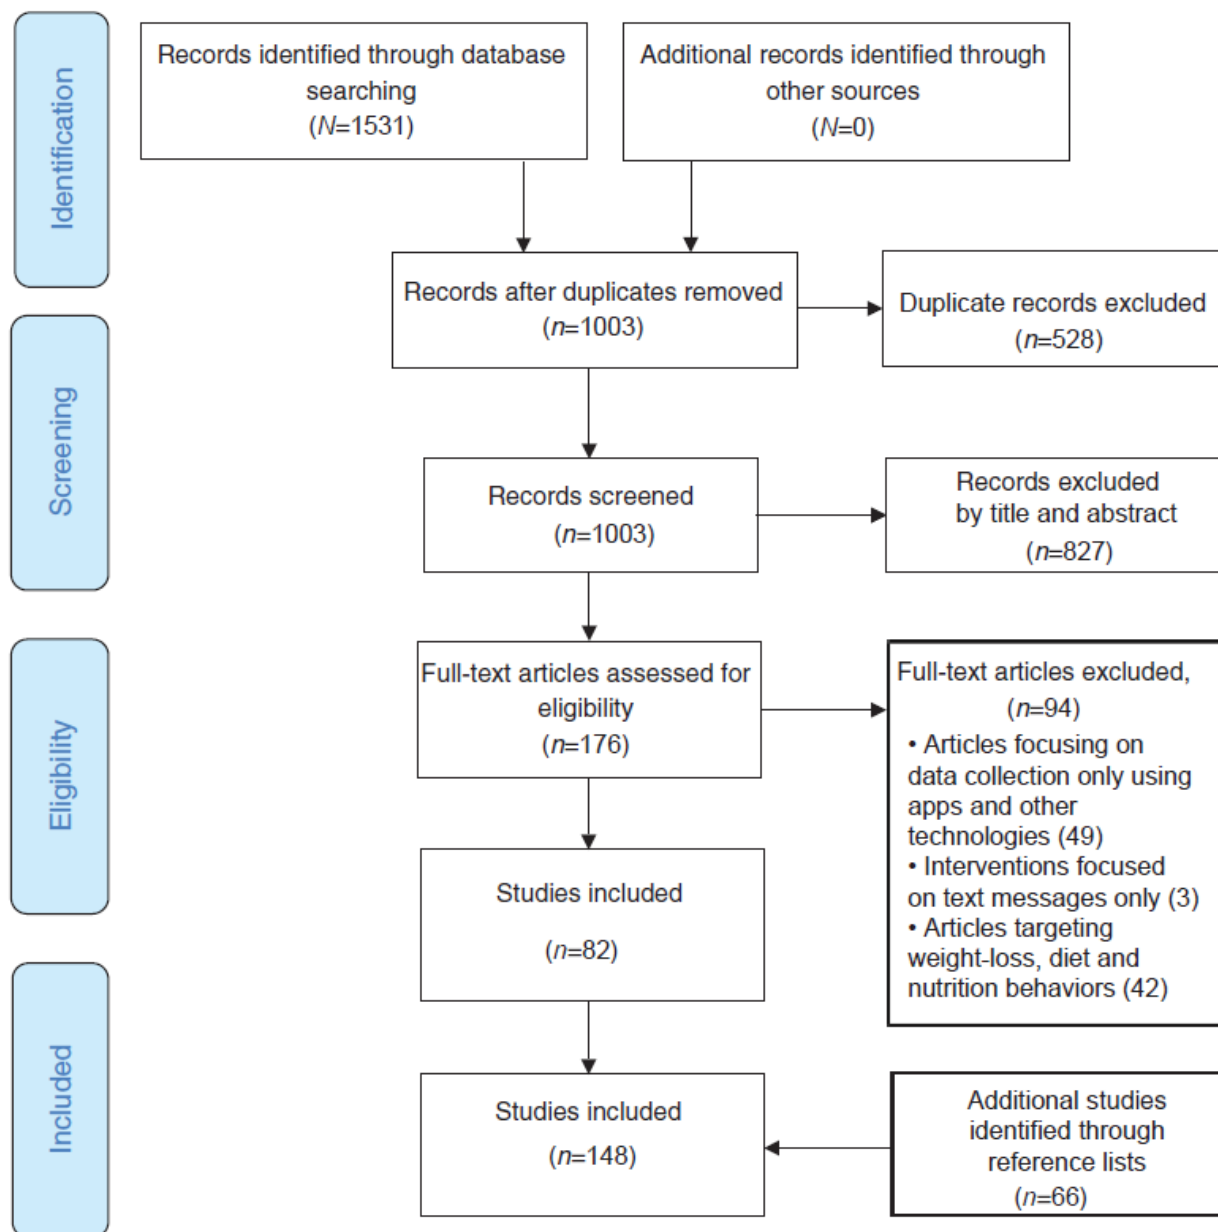 Identification
Records identified through database
searching
(N=1531)
Additional records identified through
other sources
(N=0)
Records after duplicates removed
(n=1003)
Duplicate records excluded
(n=528)
Screening
Records screened
(n=1003)
Records excluded
by title and abstract
(n=827)
Eligibility
Full-text articles assessed for
eligibility
(n=176)
Full-text articles excluded,
(n=94)
• Articles focusing on
data collection only using
apps and other
technologies (49)
• Interventions focused
on text messages only (3)
• Articles targeting
weight-loss, diet and
nutrition behaviors (42)
Studies included
(n=82)
Included
Studies included
(n=148)
Additional studies
identified through
reference lists
(n=66)